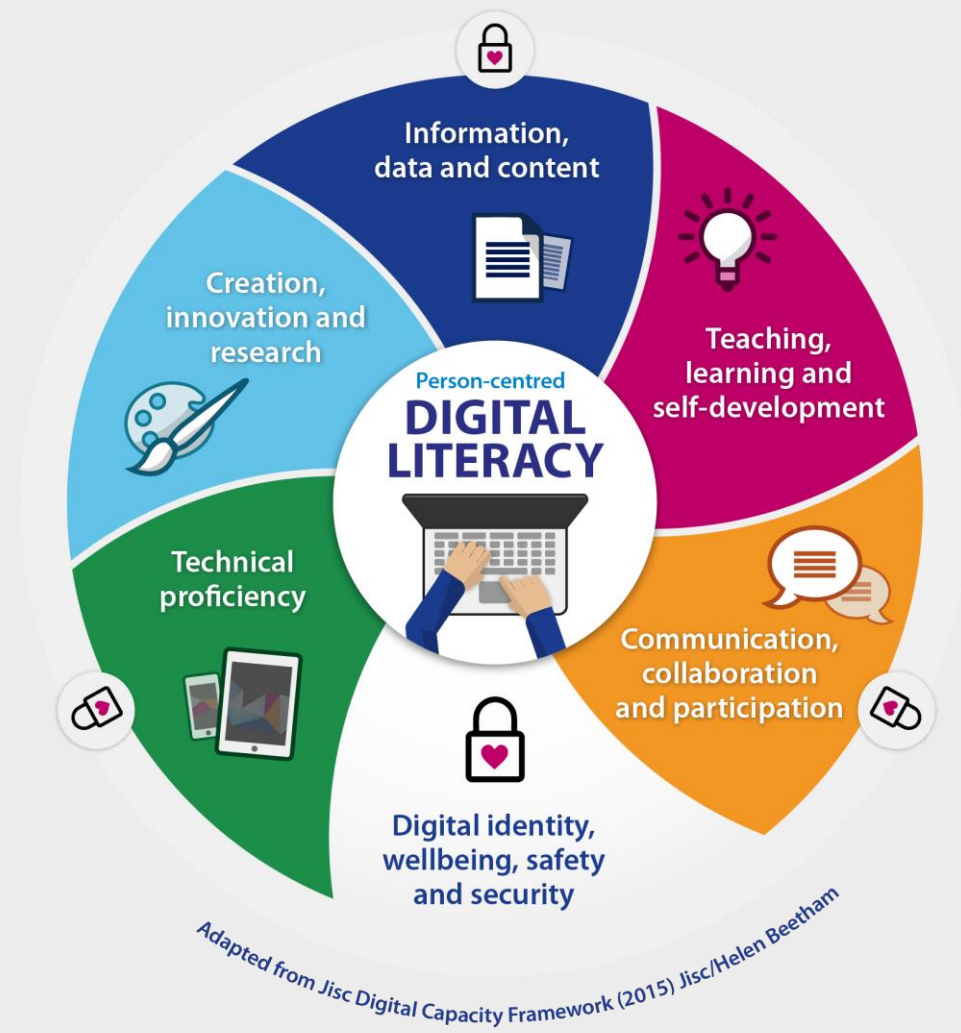 Information,
data and content
Teaching,
learning and
self-development
Communication,
collaboration
and participation
Digital identity,
wellbeing, safety
and security
Technical
proficiency
Creation,
innovation and
research
Person-centred
DIGITAL
LITERACY
Adapted from Jisc Digital Capacity Framework (2015) Jisc/Helen Beetham